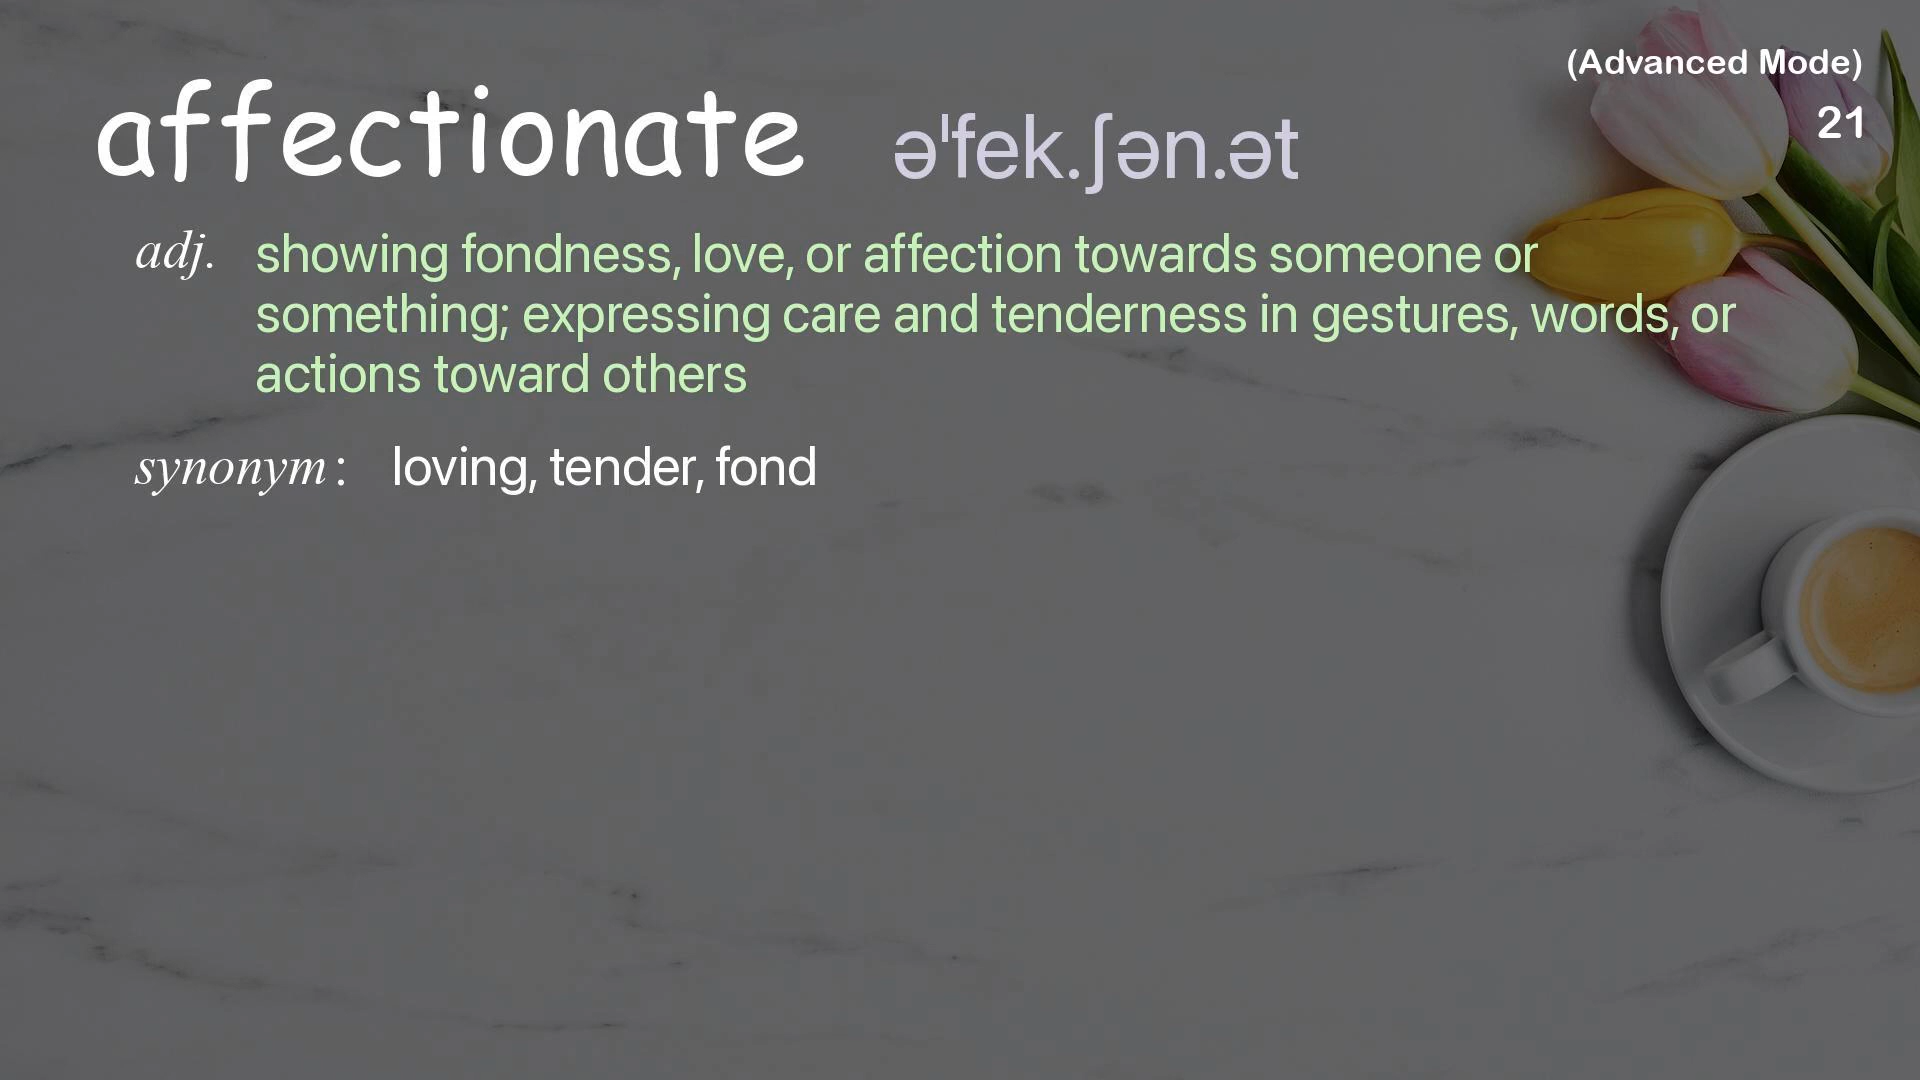 (Advanced Mode)
21
affectionate əˈfek.ʃən.ət
adj. showing fondness, love, or affection towards someone or
something; expressing care and tenderness in gestures, words, or
actions toward others
synonym: loving, tender, fond